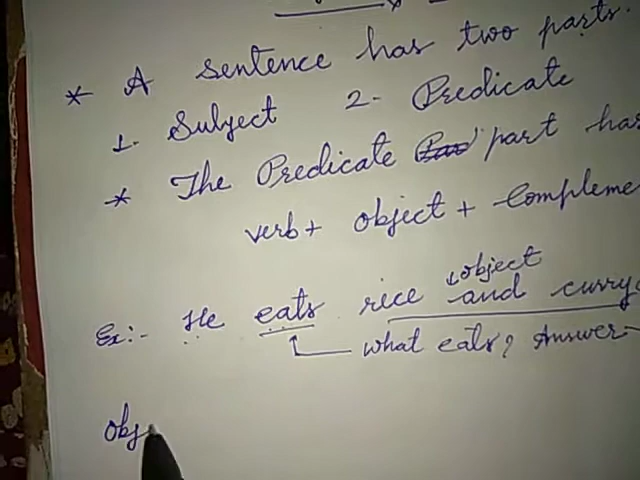 * A sentence has two parts.
1. Subject 2- Predicate
* The Predicate part has
verb + object + Compleme
object
Ex:- He eats rice and curry
what eats? Answer-
Obj